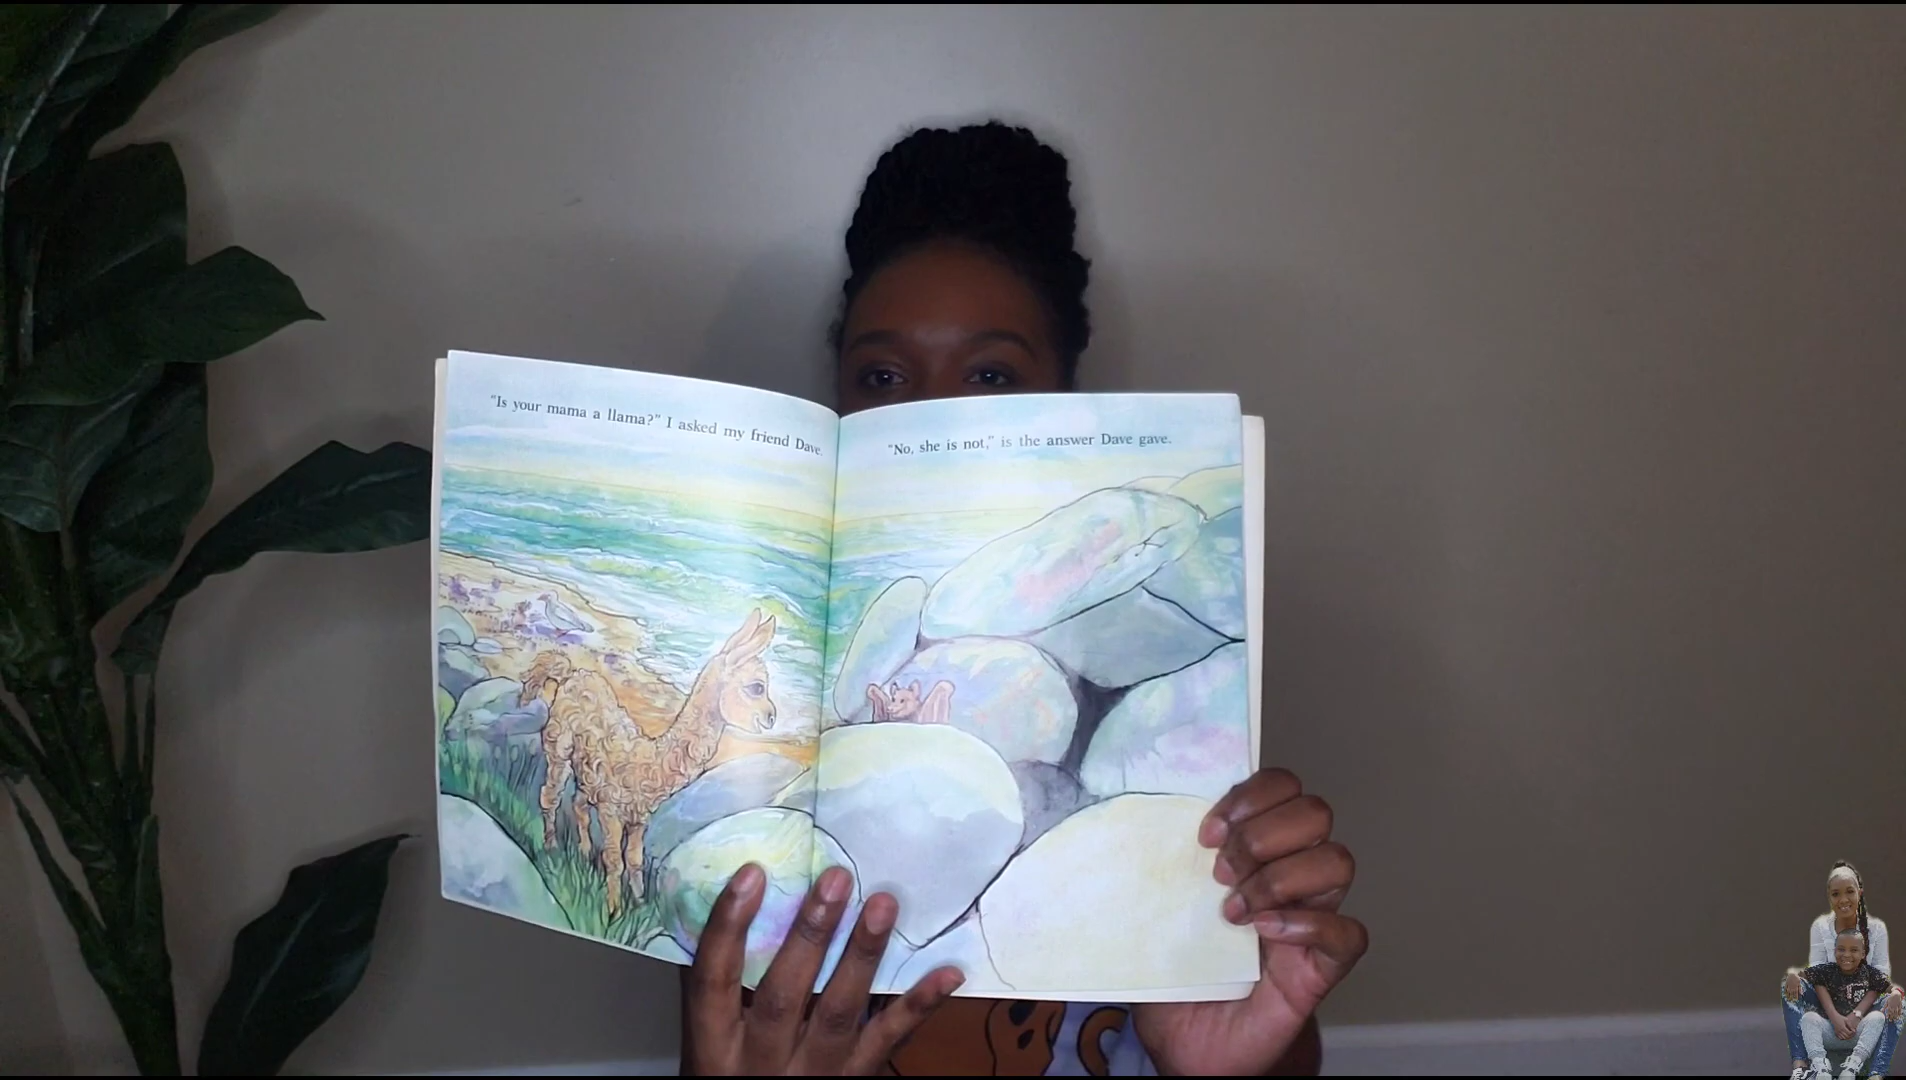 "Is your mama a llama?" I asked my friend Dave.
"No, she is not," is the answer Dave gave.